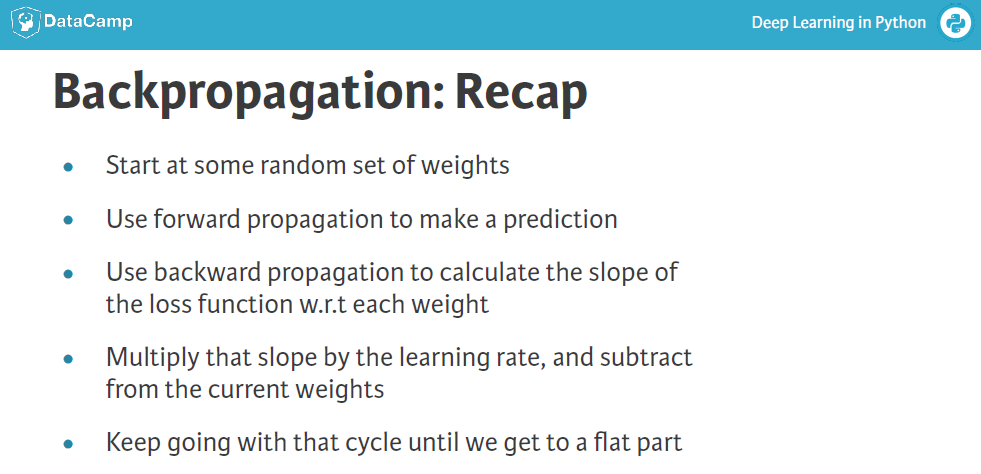 DataCamp
Deep Learning in Python
Backpropagation: Recap
• Start at some random set of weights
• Use forward propagation to make a prediction
• Use backward propagation to calculate the slope of
the loss function w.r.t each weight
• Multiply that slope by the learning rate, and subtract
from the current weights
• Keep going with that cycle until we get to a flat part